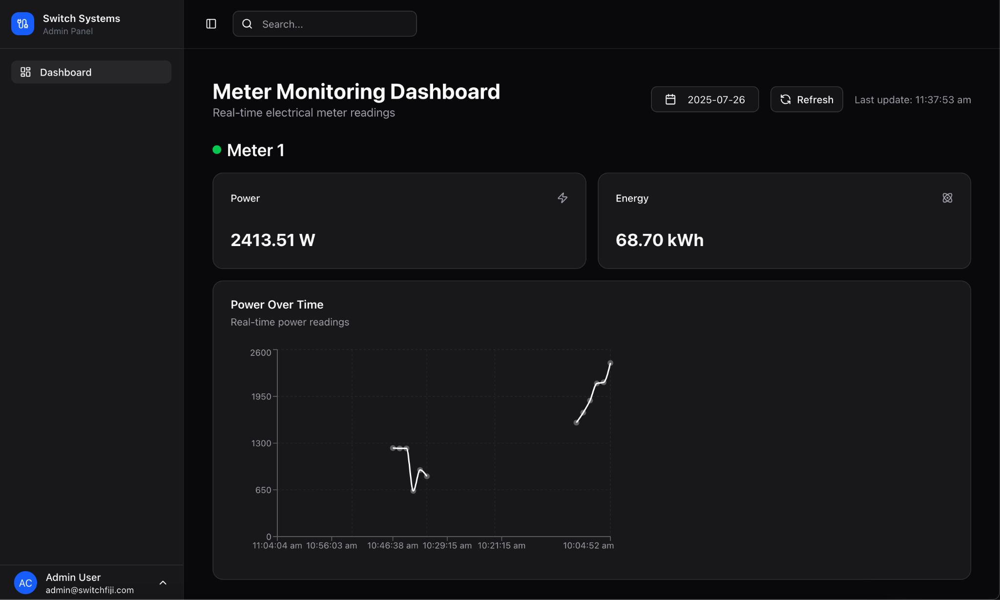 Switch Systems
Admin Panel
Search...
Dashboard
Meter Monitoring Dashboard
Real-time electrical meter readings
2025-07-26
Refresh
Last update: 11:37:53 am
Meter 1
Power
2413.51 W
Energy
68.70 kWh
Power Over Time
Real-time power readings
2600
1950
1300
650
0
11:04:04 am 10:56:03 am 10:46:38 am 10:29:15 am 10:21:15 am 10:04:52 am
AC
Admin User
admin@switchfiji.com